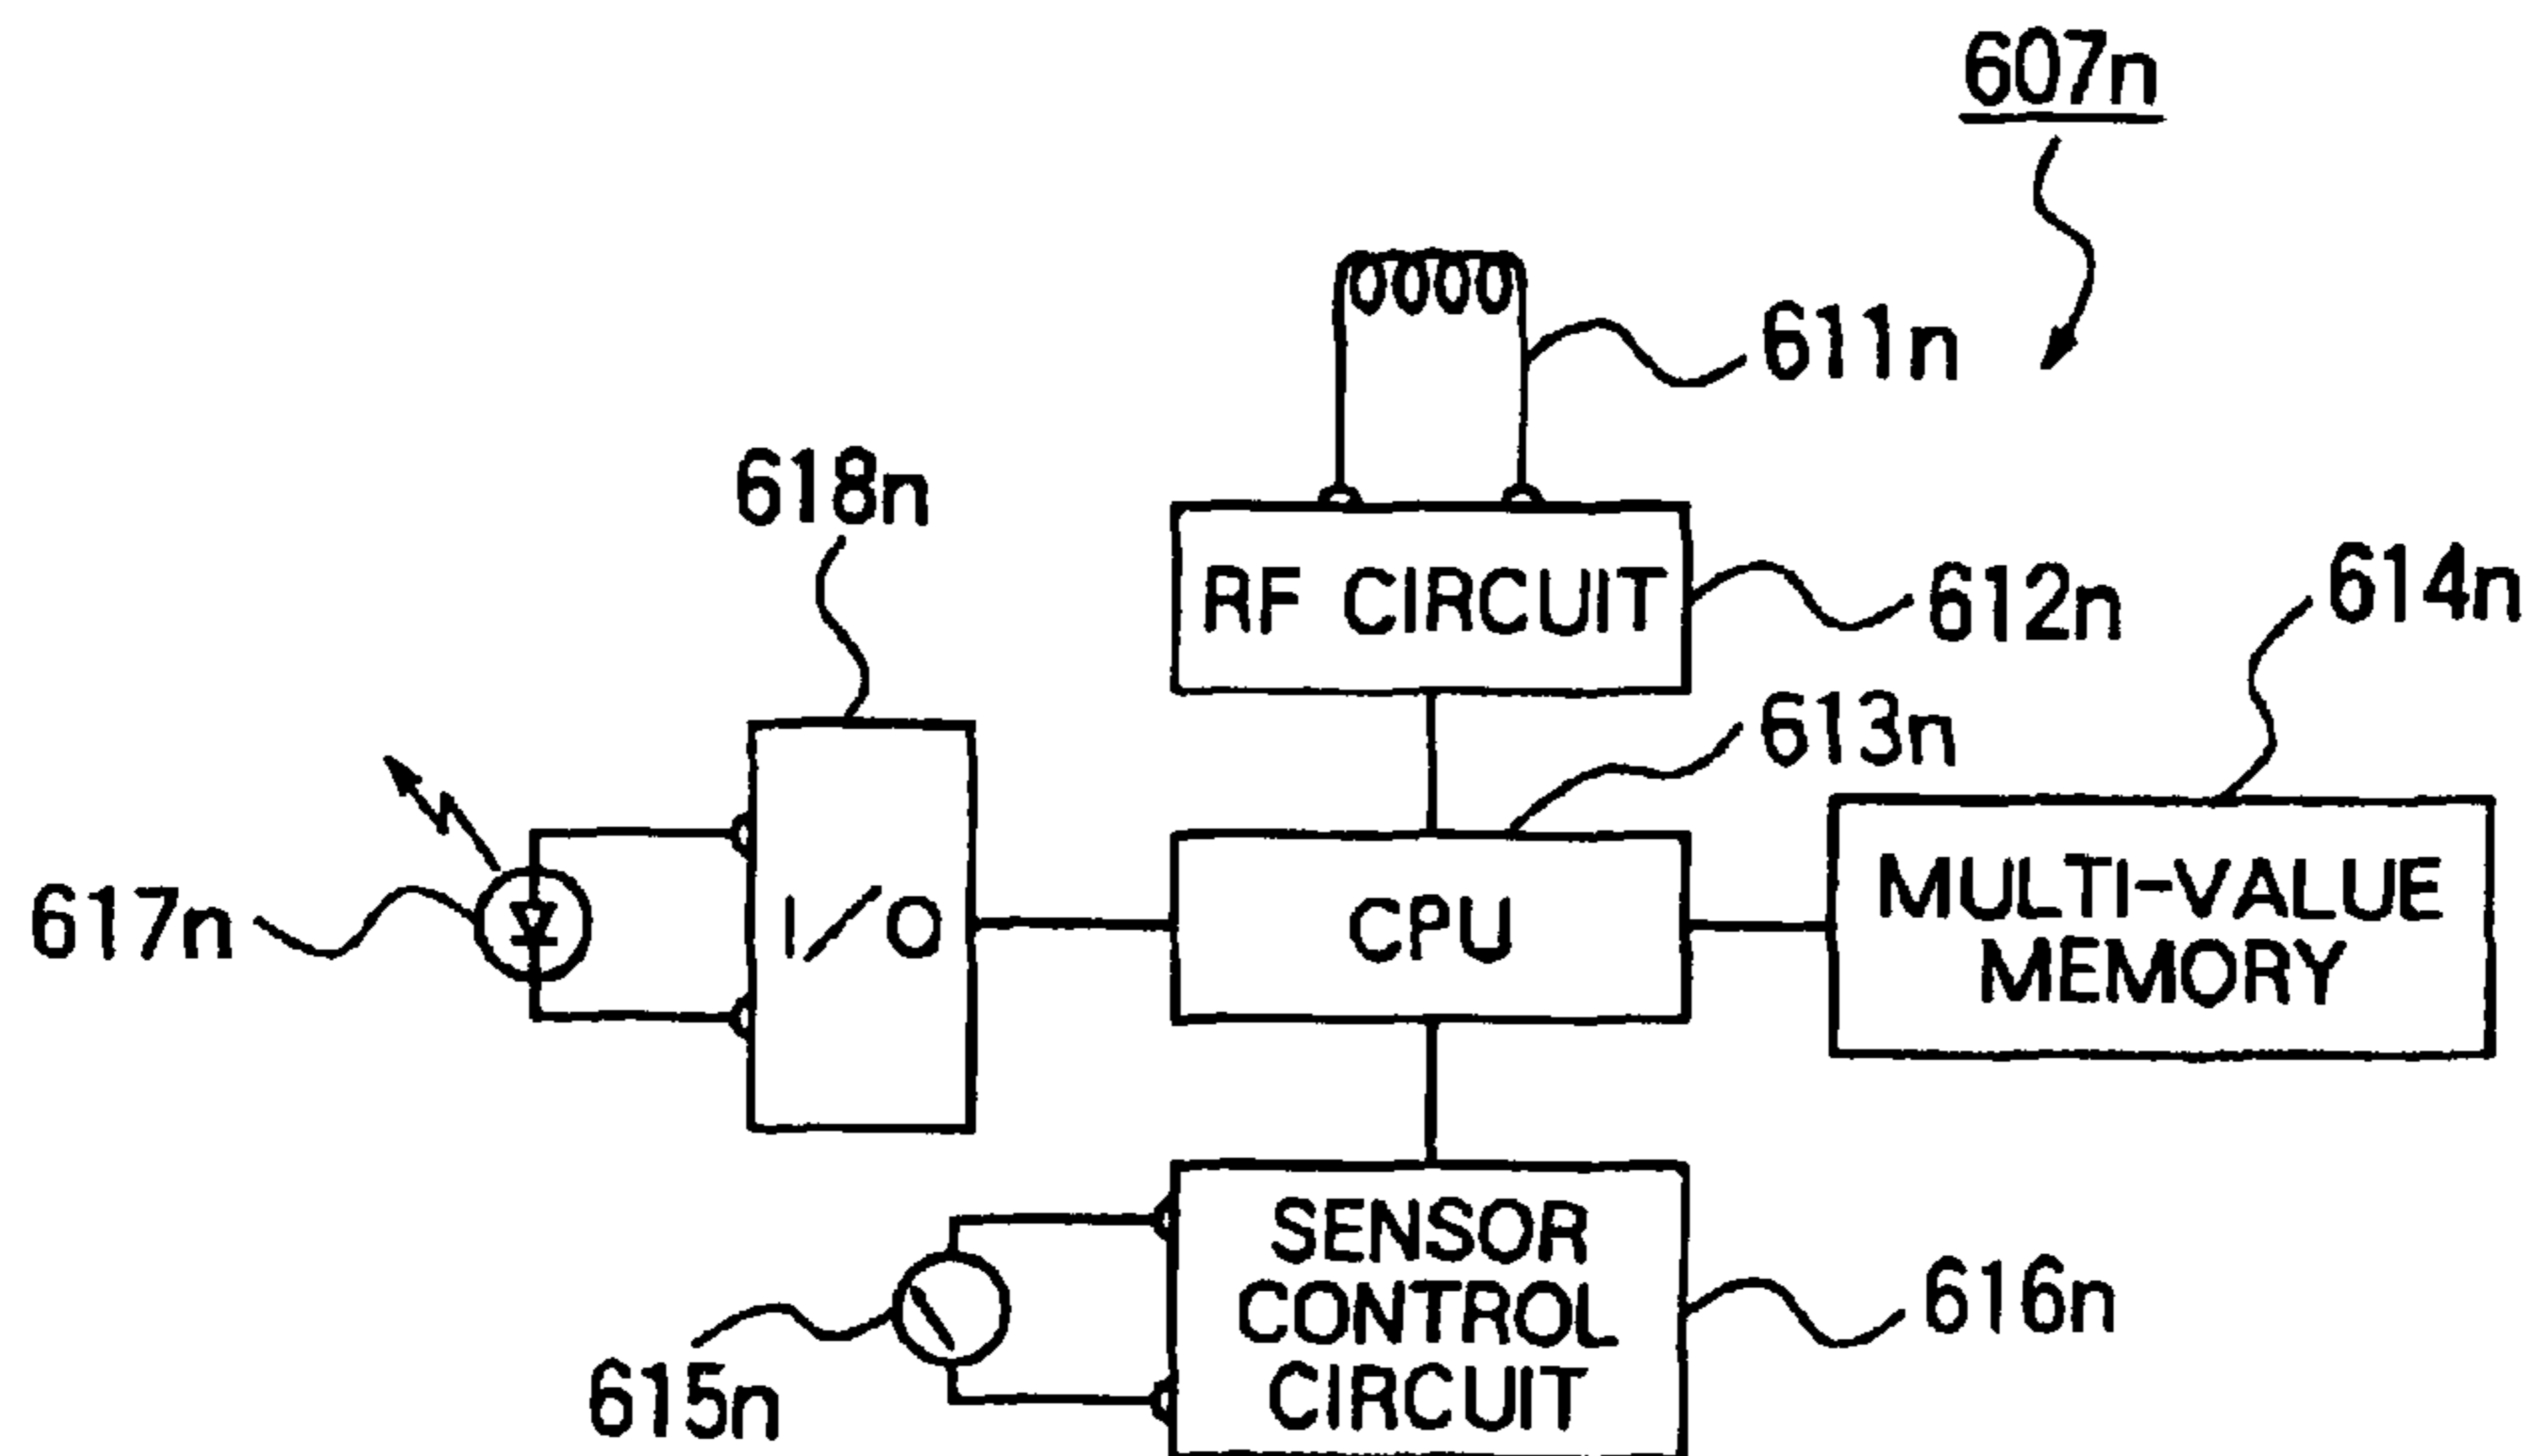 607n
611n
618n
RF CIRCUIT
612n
614n
613n
617n
I/O
CPU
MULTI-VALUE
MEMORY
SENSOR
CONTROL
CIRCUIT
616n
615n